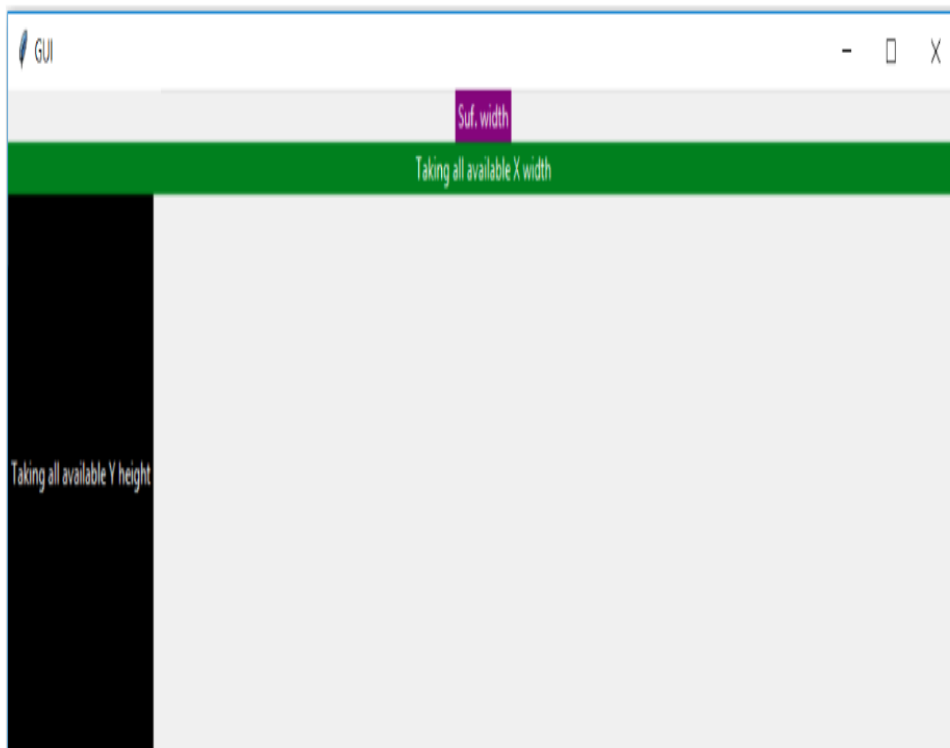 GUI
Suf. width
Taking all available X width
Taking all available Y height